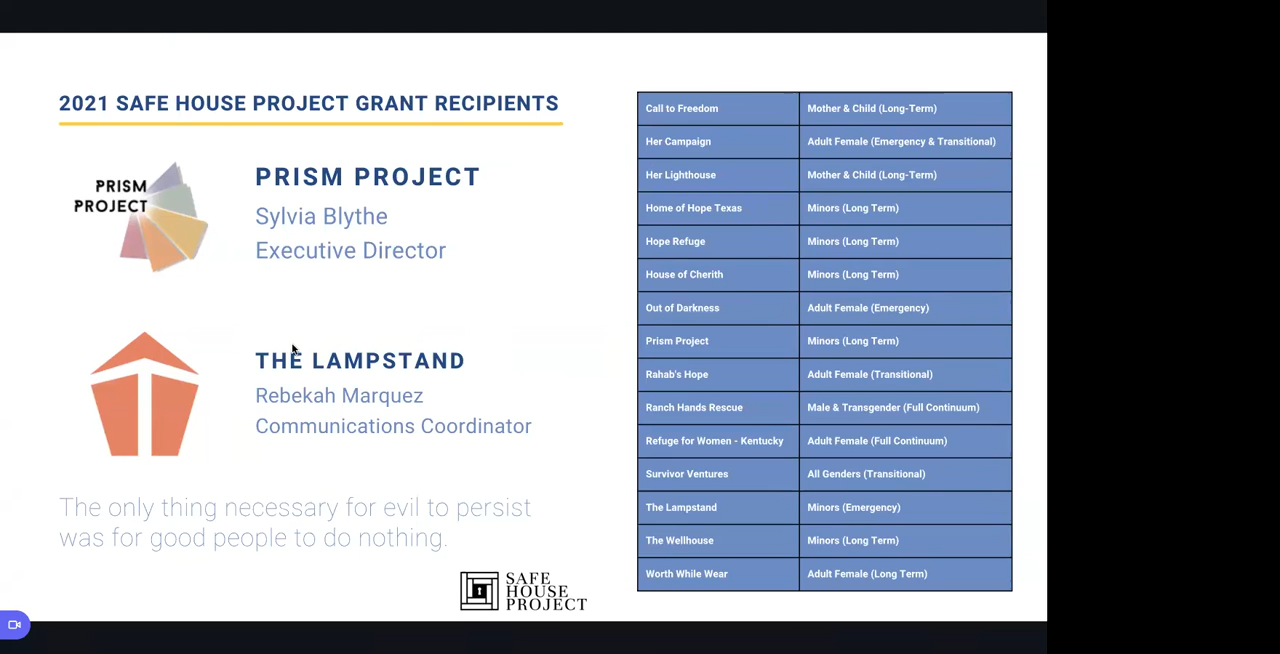 2021 SAFE HOUSE PROJECT GRANT RECIPIENTS
PRISM
PROJECT
PRISM PROJECT
Sylvia Blythe
Executive Director
THE LAMPSTAND
Rebekah Marquez
Communications Coordinator
The only thing necessary for evil to persist
was for good people to do nothing.
SAFE
HOUSE
PROJECT
Call to Freedom Mother & Child (Long-Term)
Her Campaign Adult Female (Emergency & Transitional)
Her Lighthouse Mother & Child (Long-Term)
Home of Hope Texas Minors (Long Term)
Hope Refuge Minors (Long Term)
House of Cherith Minors (Long Term)
Out of Darkness Adult Female (Emergency)
Prism Project Minors (Long Term)
Rahab's Hope Adult Female (Transitional)
Ranch Hands Rescue Male & Transgender (Full Continuum)
Refuge for Women - Kentucky Adult Female (Full Continuum)
Survivor Ventures All Genders (Transitional)
The Lampstand Minors (Emergency)
The Wellhouse Minors (Long Term)
Worth While Wear Adult Female (Long Term)